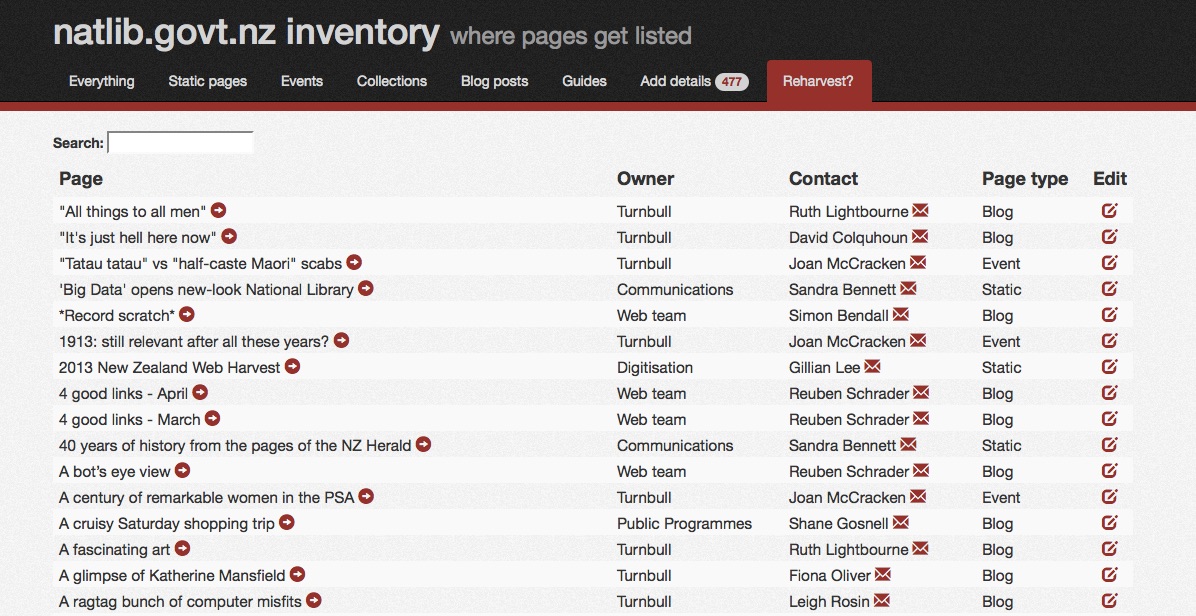 natlib.govt.nz inventory where pages get listed
Everything Static pages Events Collections Blog posts Guides Add details 477 Reharvest?
Search:
Page Owner Contact Page type Edit
"All things to all men" Turnbull Ruth Lightbourne Blog
"It's just hell here now" Turnbull David Colquhoun Blog
"Tatau tatau" vs "half-caste Maori" scabs Turnbull Joan McCracken Event
'Big Data' opens new-look National Library Communications Sandra Bennett Static
*Record scratch* Web team Simon Bendall Blog
1913: still relevant after all these years? Turnbull Joan McCracken Event
2013 New Zealand Web Harvest Digitisation Gillian Lee Static
4 good links - April Web team Reuben Schrader Blog
4 good links - March Web team Reuben Schrader Blog
40 years of history from the pages of the NZ Herald Communications Sandra Bennett Static
A bot's eye view Web team Reuben Schrader Blog
A century of remarkable women in the PSA Turnbull Joan McCracken Event
A cruisy Saturday shopping trip Public Programmes Shane Gosnell Blog
A fascinating art Turnbull Ruth Lightbourne Blog
A glimpse of Katherine Mansfield Turnbull Fiona Oliver Blog
A ragtag bunch of computer misfits Turnbull Leigh Rosin Blog